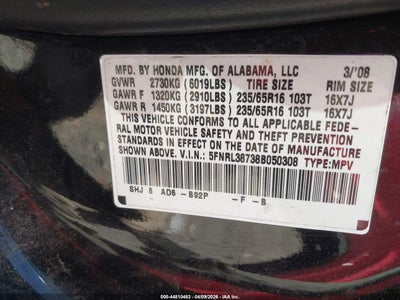 MFD. BY HONDA MFG. OF ALABAMA, LLC 3/'08
GVWR 2730KG (6019LBS) TIRE SIZE RIM SIZE
GAWR F 1320KG (2910LBS) 235/65R16 103T 16X7J
GAWR R 1450KG (3197LBS) 235/65R16 103T 16X7J
THIS VEHICLE CONFORMS TO ALL APPLICABLE FEDE-
RAL MOTOR VEHICLE SAFETY AND THEFT PREVENTION
STANDARDS IN EFFECT ON THE DATE OF MANUFACTURE
SHOWN ABOVE. V.I.N.: 5FNRL38738B050308 TYPE:MPV
SHJ 8 AD6 -B92P -F -B
000-44810463 - 04/09/2026 - IAA Inc.